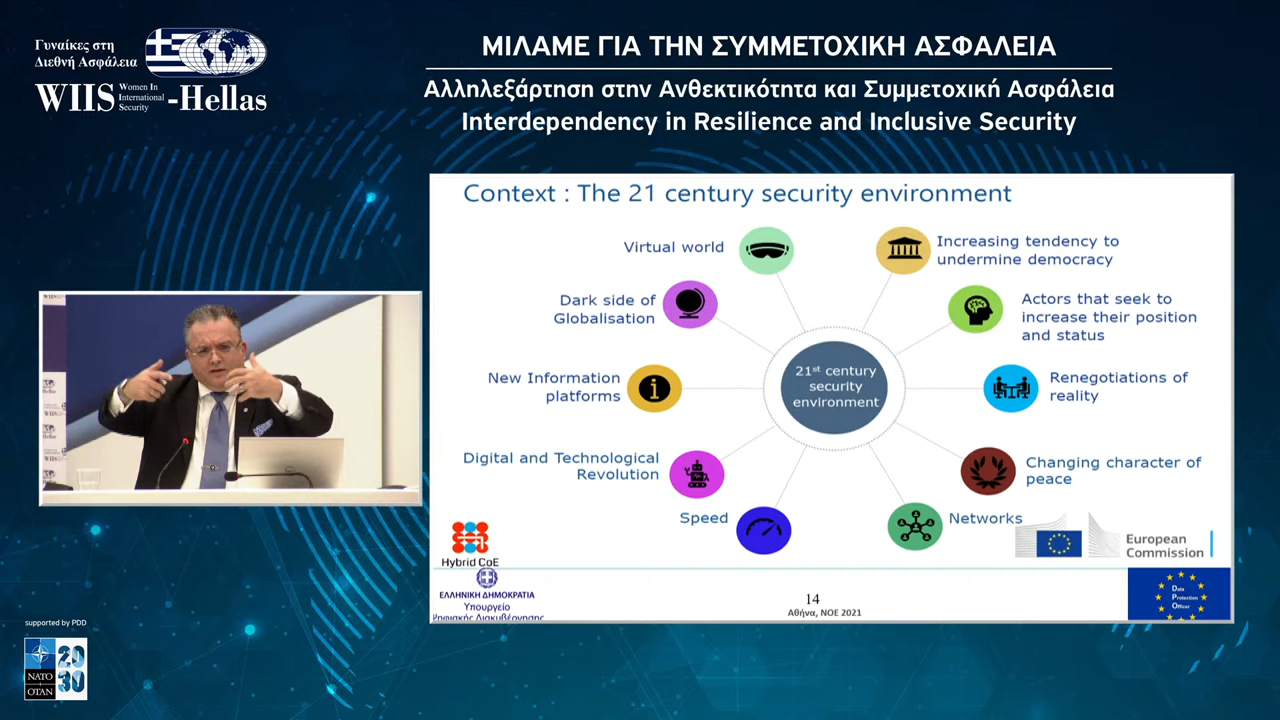 Γυναίκες στη
Διεθνή Ασφάλεια
WIIS Women In International Security -Hellas
ΜΙΛΑΜΕ ΓΙΑ ΤΗΝ ΣΥΜΜΕΤΟΧΙΚΗ ΑΣΦΑΛΕΙΑ
Αλληλεξάρτηση στην Ανθεκτικότητα και Συμμετοχική Ασφάλεια
Interdependency in Resilience and Inclusive Security
Context : The 21 century security environment
Virtual world
Increasing tendency to
undermine democracy
Dark side of
Globalisation
Actors that seek to
increase their position
and status
New Information
platforms
21st century
security
environment
Renegotiations of
reality
Digital and Technological
Revolution
Changing character of
peace
Speed
Networks
Hybrid CoE
European
Commission
ΕΛΛΗΝΙΚΗ ΔΗΜΟΚΡΑΤΙΑ
Υπουργείο
Ψηφιακής Διακυβέρνησης
14
Αθήνα, ΝΟΕ 2021
Data
Protection
Officer
supported by PDD
NATO
OTAN
20
30